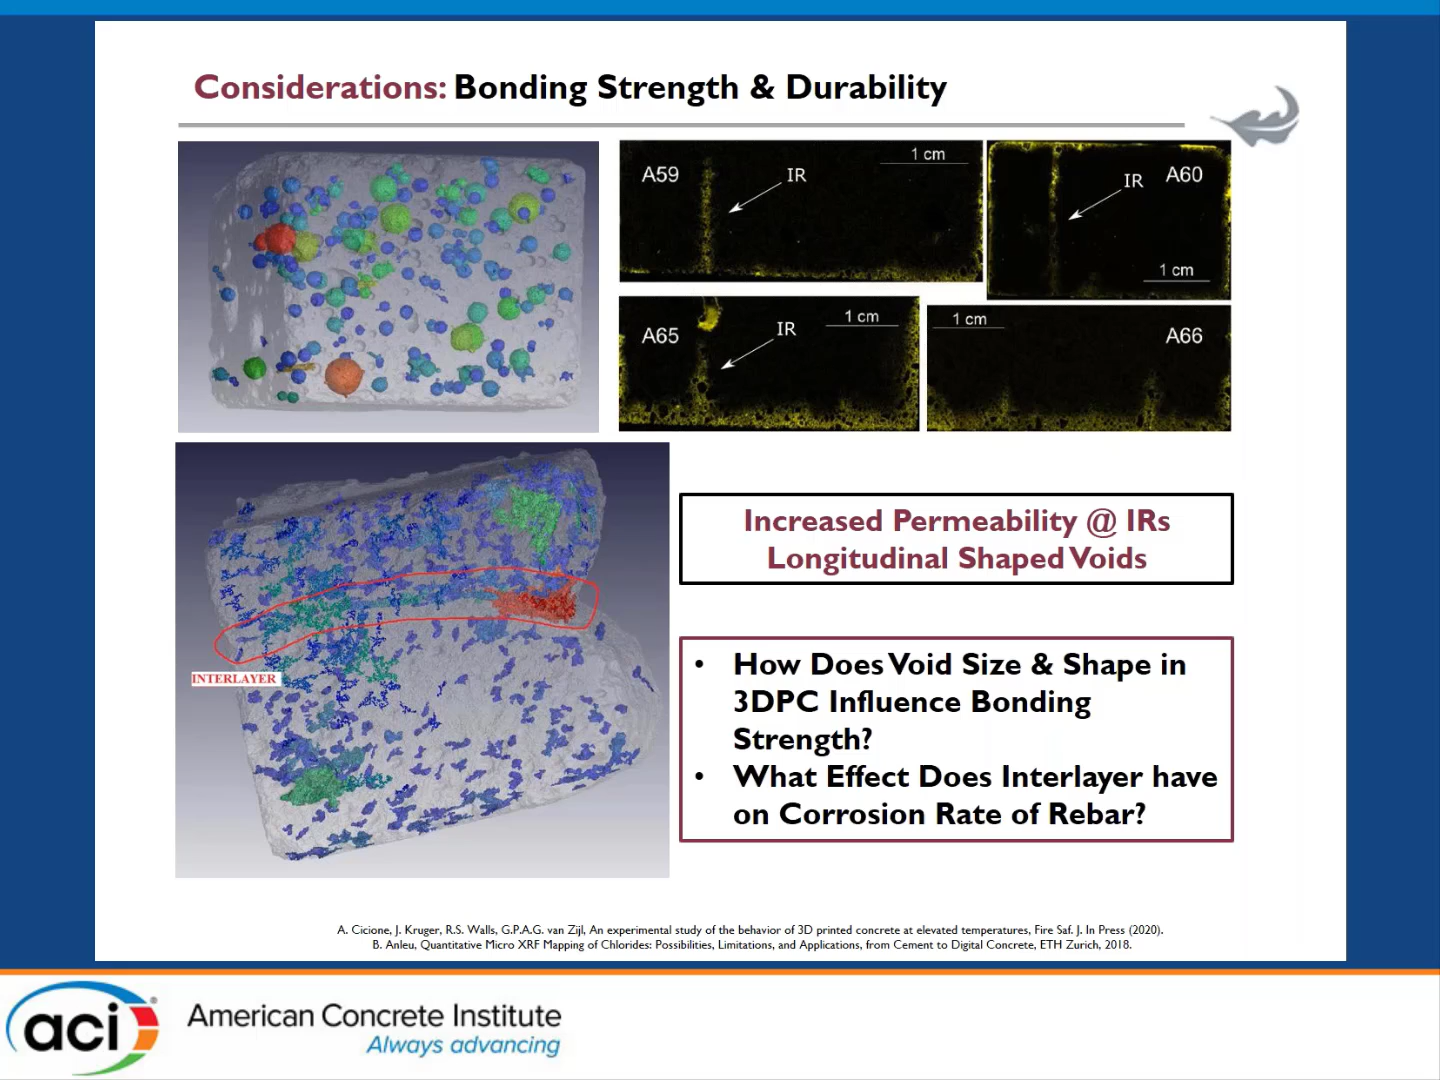 Considerations: Bonding Strength & Durability
A59
IR
1 cm
IR
A60
1 cm
A65
IR
1 cm
1 cm
A66
INTERLAYER
Increased Permeability @ IRs
Longitudinal Shaped Voids
• How Does Void Size & Shape in
3DPC Influence Bonding
Strength?
• What Effect Does Interlayer have
on Corrosion Rate of Rebar?
A. Cicione, J. Kruger, R.S. Walls, G.P.A.G. van Zijl, An experimental study of the behavior of 3D printed concrete at elevated temperatures, Fire Saf. J. In Press (2020).
B. Anleu, Quantitative Micro XRF Mapping of Chlorides: Possibilities, Limitations, and Applications, from Cement to Digital Concrete, ETH Zurich, 2018.
aci
American Concrete Institute
Always advancing